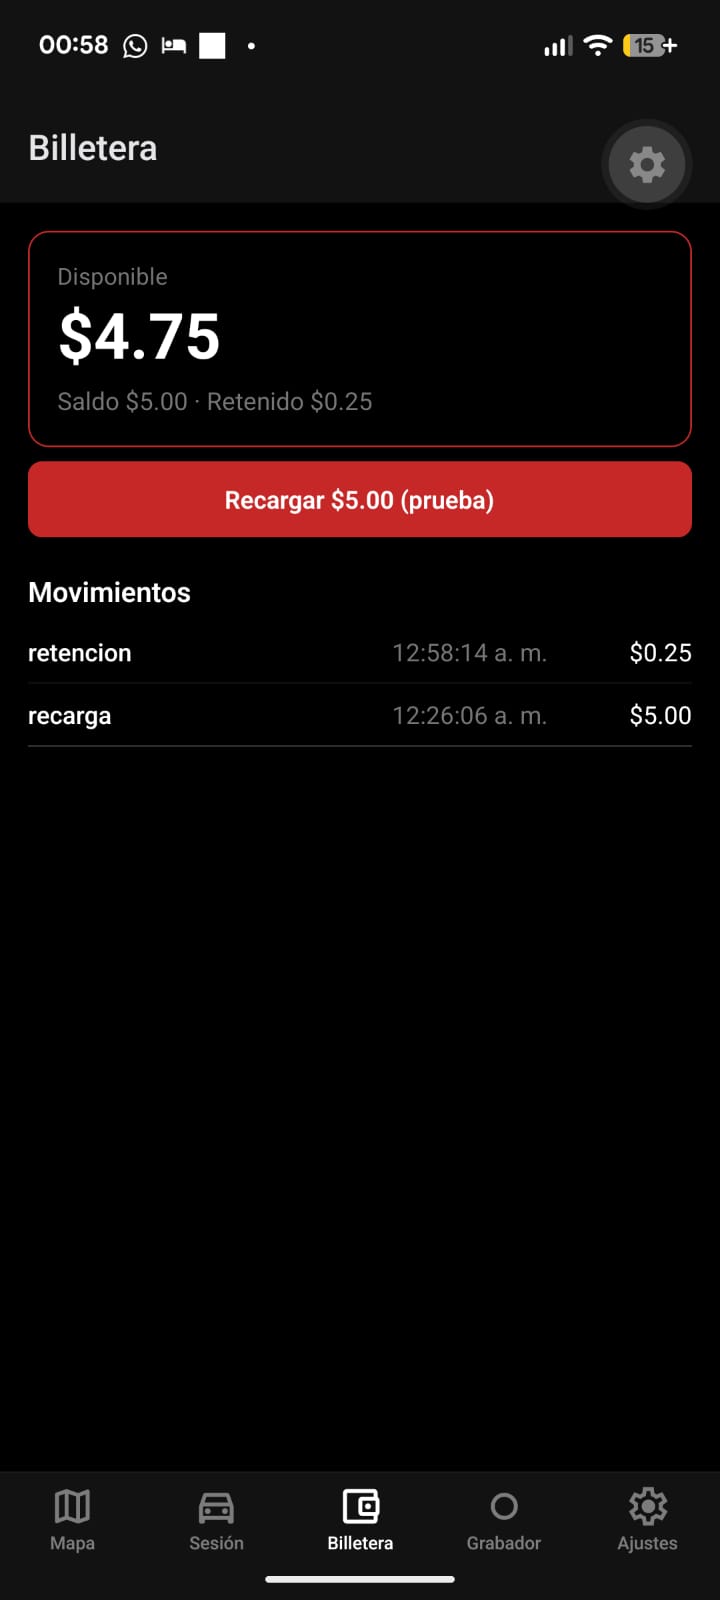 00:58
15
Billetera
Disponible
$4.75
Saldo $5.00 · Retenido $0.25
Recargar $5.00 (prueba)
Movimientos
retencion 12:58:14 a. m. $0.25
recarga 12:26:06 a. m. $5.00
Mapa Sesión Billetera Grabador Ajustes